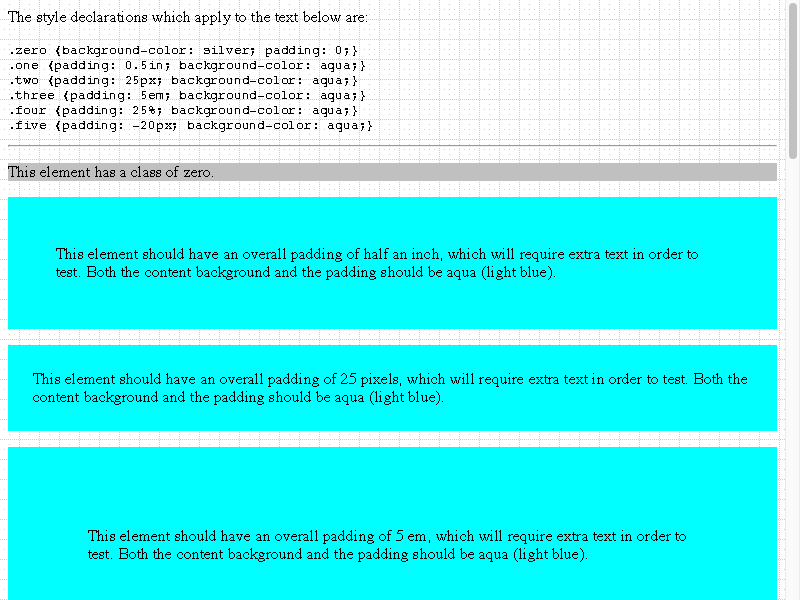 The style declarations which apply to the text below are:
.zero {background-color: silver; padding: 0;}
.one {padding: 0.5in; background-color: aqua;}
.two {padding: 25px; background-color: aqua;}
.three {padding: 5em; background-color: aqua;}
.four {padding: 25%; background-color: aqua;}
.five {padding: -20px; background-color: aqua;}
This element has a class of zero.
This element should have an overall padding of half an inch, which will require extra text in order to
test. Both the content background and the padding should be aqua (light blue).
This element should have an overall padding of 25 pixels, which will require extra text in order to test. Both the
content background and the padding should be aqua (light blue).
This element should have an overall padding of 5 em, which will require extra text in order to
test. Both the content background and the padding should be aqua (light blue).